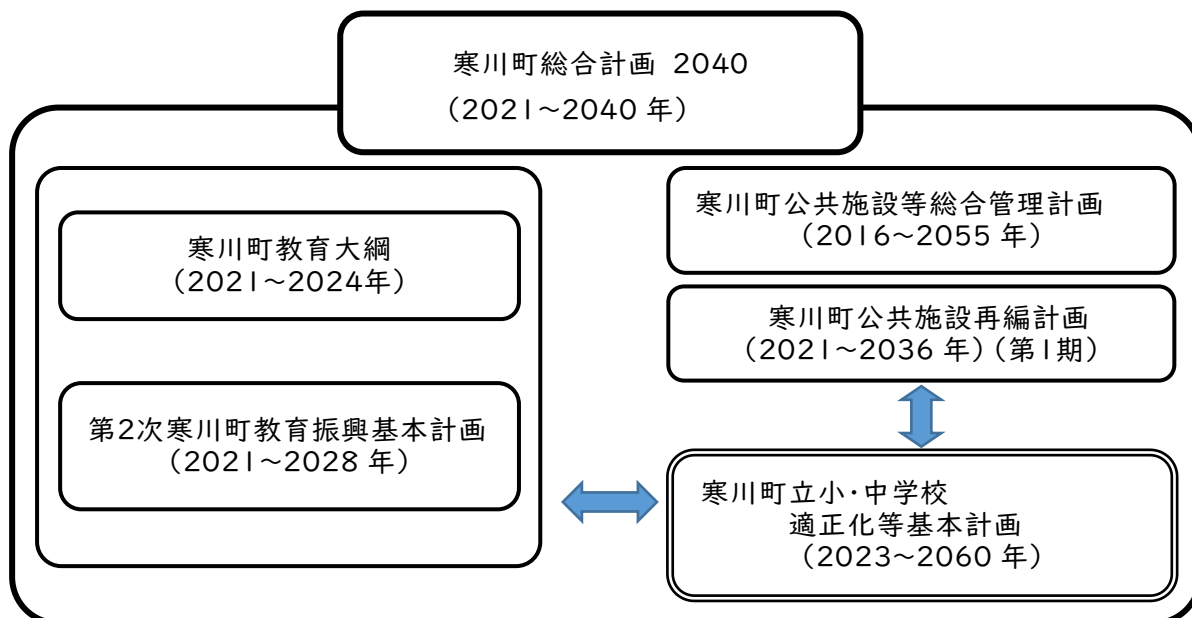 寒川町総合計画 2040
(2021~2040 年)
寒川町教育大綱
(2021~2024年)
第2次寒川町教育振興基本計画
(2021~2028 年)
寒川町公共施設等総合管理計画
(2016~2055 年)
寒川町公共施設再編計画
(2021~2036 年)(第1期)
寒川町立小・中学校
適正化等基本計画
(2023~2060 年)